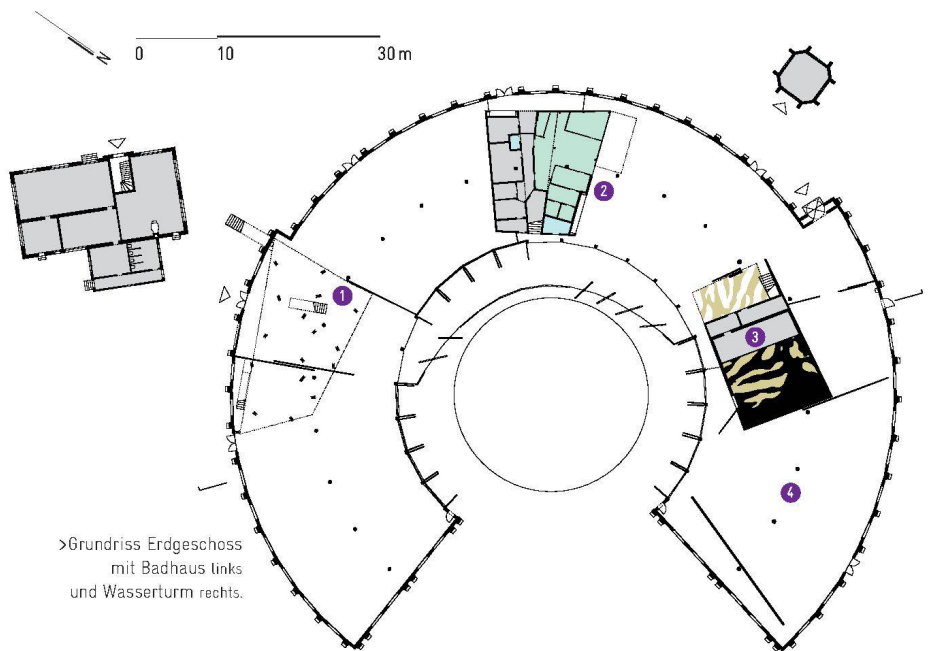 N
0 10 30 m
2
1
3
4
>Grundriss Erdgeschoss
mit Badhaus links
und Wasserturm rechts.